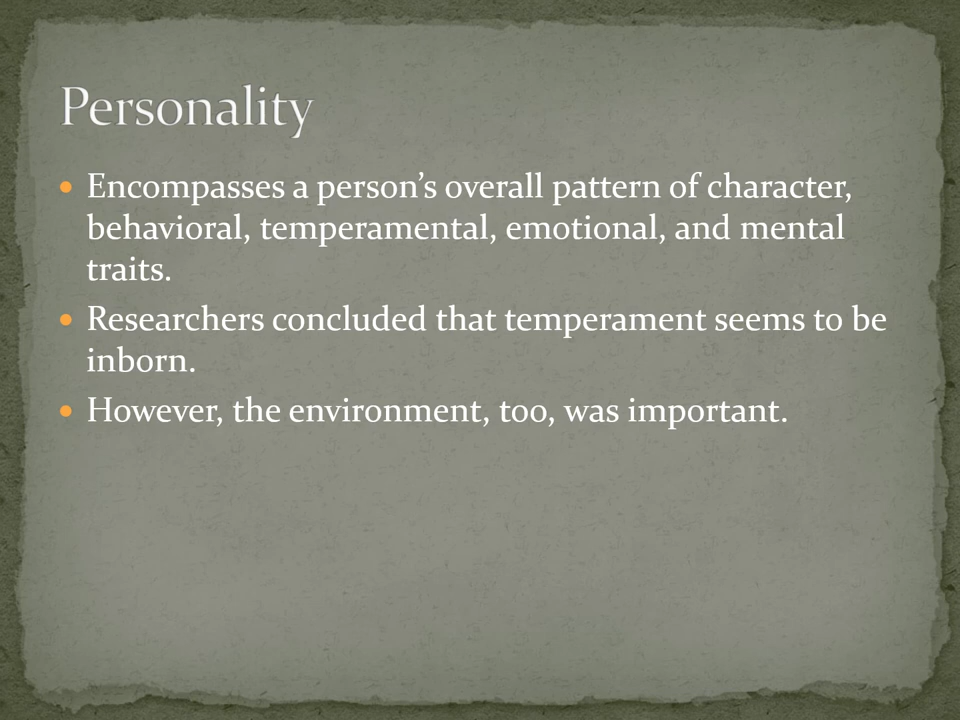 Personality
Encompasses a person’s overall pattern of character,
behavioral, temperamental, emotional, and mental
traits.
Researchers concluded that temperament seems to be
inborn.
However, the environment, too, was important.